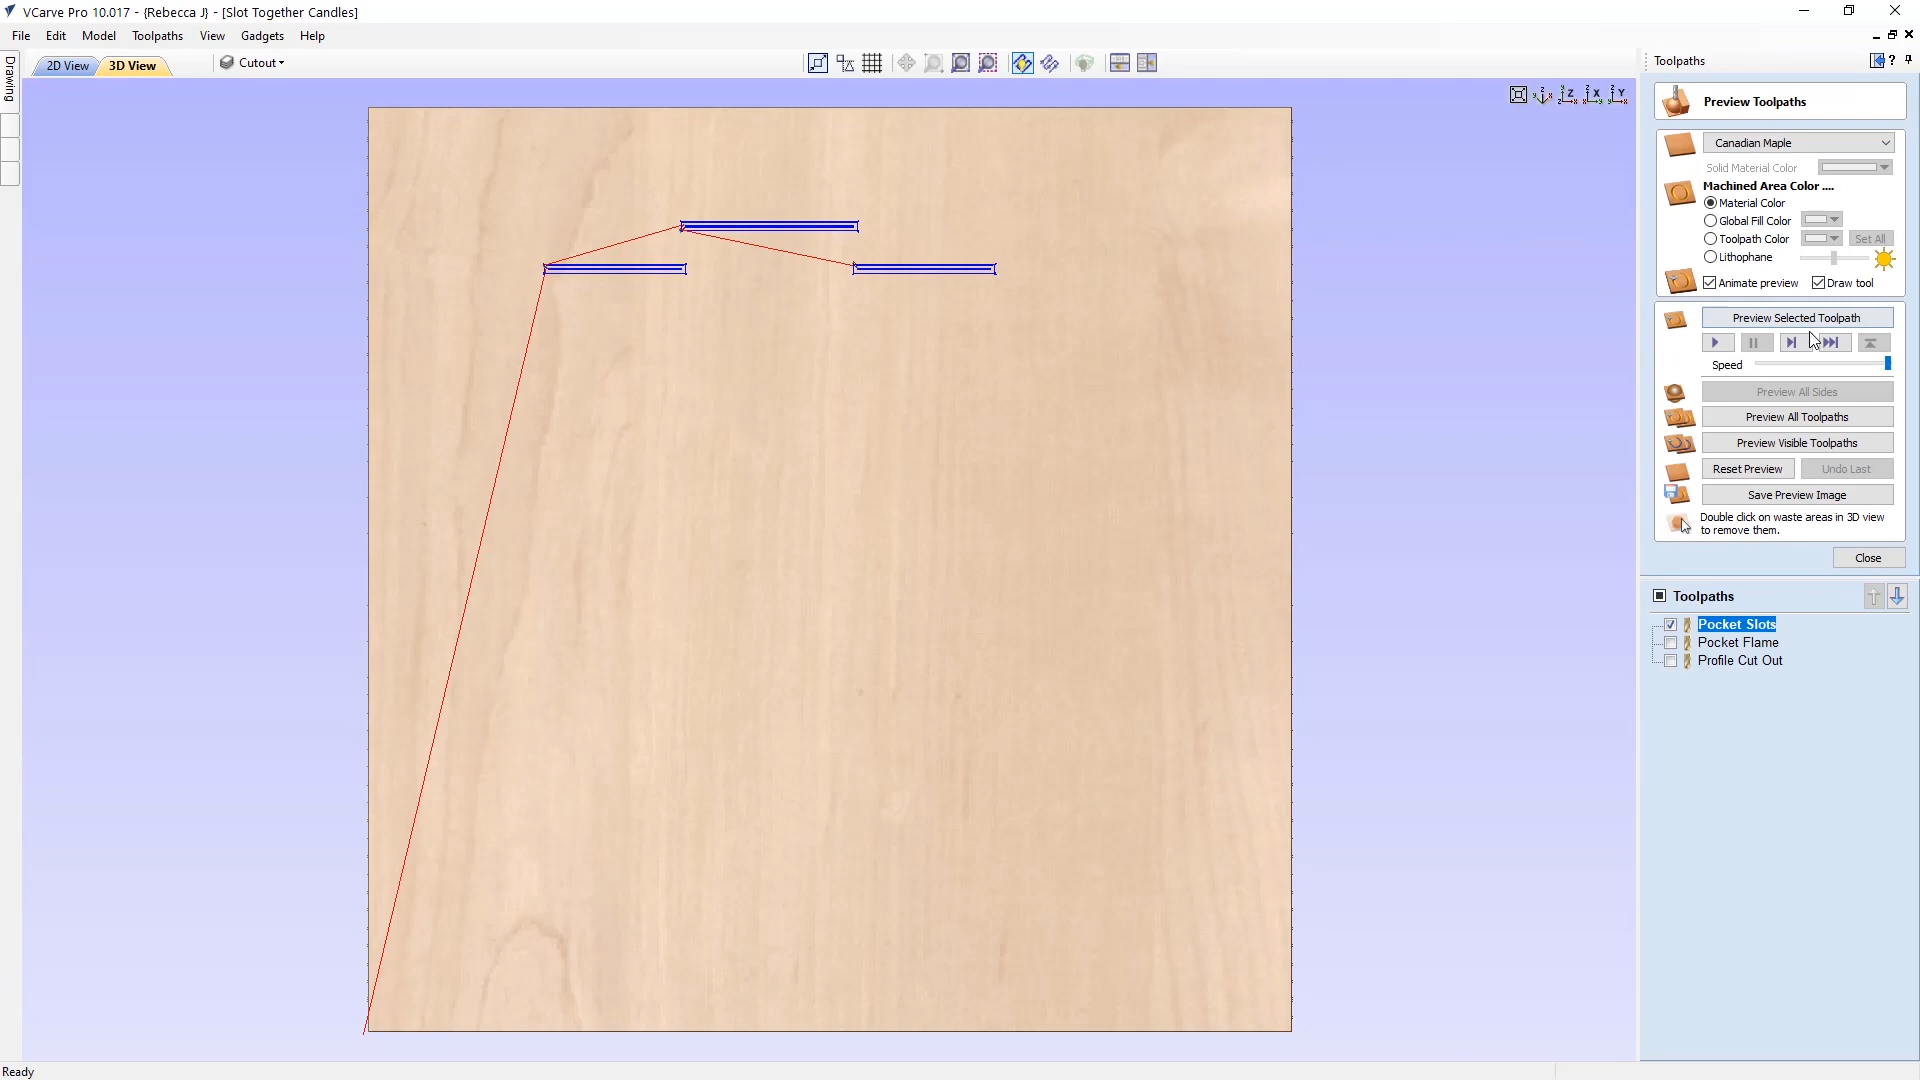 VCarve Pro 10.017 - {Rebecca J} - [Slot Together Candles]
File Edit Model Toolpaths View Gadgets Help
Drawing
2D View 3D View Cutout
Toolpaths
Preview Toolpaths
Canadian Maple
Solid Material Color
Machined Area Color ....
Material Color
Global Fill Color
Toolpath Color Set All
Lithophane
Animate preview Draw tool
Preview Selected Toolpath
Speed
Preview All Sides
Preview All Toolpaths
Preview Visible Toolpaths
Reset Preview Undo Last
Save Preview Image
Double click on waste areas in 3D view
to remove them.
Close
Toolpaths
Pocket Slots
Pocket Flame
Profile Cut Out
Ready